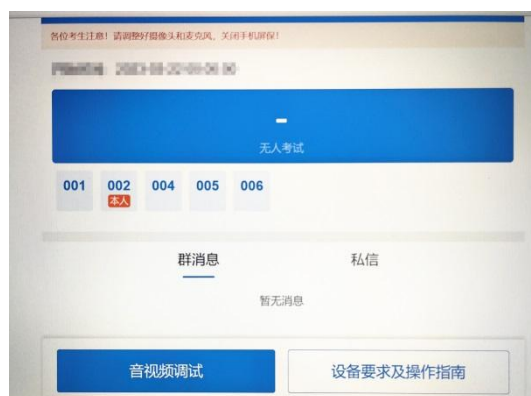 各位考生注意！请调整好摄像头和麦克风，关闭手机屏保！
-
无人考试
001 002 004 005 006
本人
群消息 私信
暂无消息
音视频调试 设备要求及操作指南